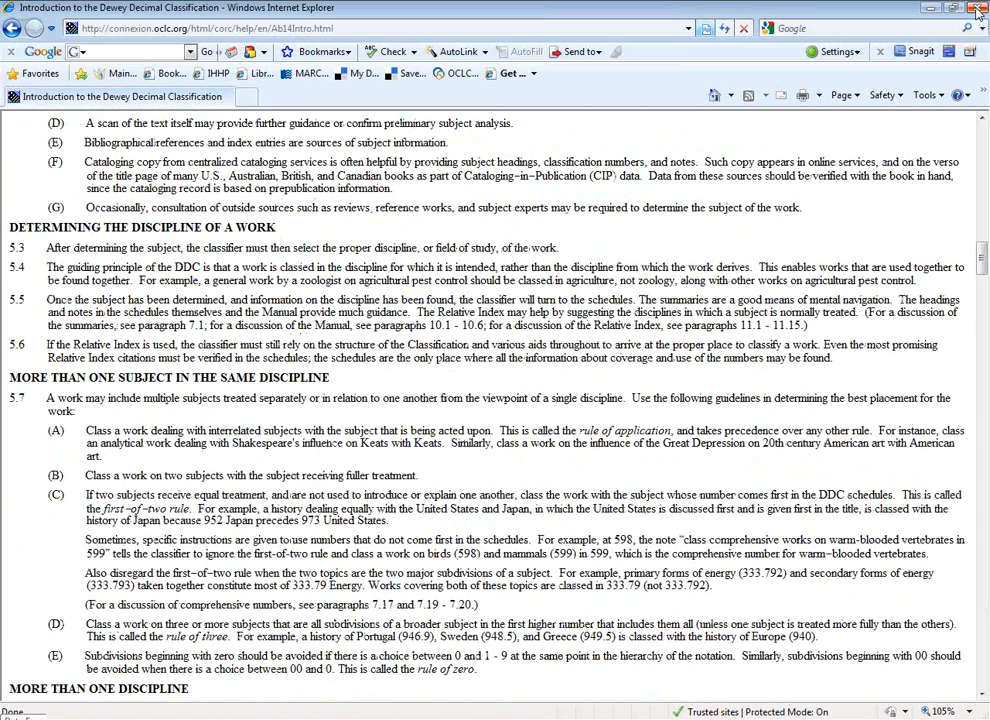 Introduction to the Dewey Decimal Classification - Windows Internet Explorer
http://connexion.oclc.org/html/corc/help/en/Ab14Intro.html
Google
Google G Go Bookmarks Check AutoLink AutoFill Send to Settings Snagit
Favorites Main... Book... IHHP Libr... MARC... My D... Save... OCLC... Get ...
Introduction to the Dewey Decimal Classification Page Safety Tools
(D) A scan of the text itself may provide further guidance or confirm preliminary subject analysis.
(E) Bibliographical references and index entries are sources of subject information.
(F) Cataloging copy from centralized cataloging services is often helpful by providing subject headings, classification numbers, and notes. Such copy appears in online services, and on the verso
of the title page of many U.S., Australian, British, and Canadian books as part of Cataloging-in-Publication (CIP) data. Data from these sources should be verified with the book in hand,
since the cataloging record is based on prepublication information.
(G) Occasionally, consultation of outside sources such as reviews, reference works, and subject experts may be required to determine the subject of the work.
DETERMINING THE DISCIPLINE OF A WORK
5.3 After determining the subject, the classifier must then select the proper discipline, or field of study, of the work.
5.4 The guiding principle of the DDC is that a work is classed in the discipline for which it is intended, rather than the discipline from which the work derives. This enables works that are used together to
be found together. For example, a general work by a zoologist on agricultural pest control should be classed in agriculture, not zoology, along with other works on agricultural pest control.
5.5 Once the subject has been determined, and information on the discipline has been found, the classifier will turn to the schedules. The summaries are a good means of mental navigation. The headings
and notes in the schedules themselves and the Manual provide much guidance. The Relative Index may help by suggesting the disciplines in which a subject is normally treated. (For a discussion of
the summaries, see paragraph 7.1; for a discussion of the Manual, see paragraphs 10.1 - 10.6; for a discussion of the Relative Index, see paragraphs 11.1 - 11.15.)
5.6 If the Relative Index is used, the classifier must still rely on the structure of the Classification and various aids throughout to arrive at the proper place to classify a work. Even the most promising
Relative Index citations must be verified in the schedules; the schedules are the only place where all the information about coverage and use of the numbers may be found.
MORE THAN ONE SUBJECT IN THE SAME DISCIPLINE
5.7 A work may include multiple subjects treated separately or in relation to one another from the viewpoint of a single discipline. Use the following guidelines in determining the best placement for the
work:
(A) Class a work dealing with interrelated subjects with the subject that is being acted upon. This is called the rule of application, and takes precedence over any other rule. For instance, class
an analytical work dealing with Shakespeare's influence on Keats with Keats. Similarly, class a work on the influence of the Great Depression on 20th century American art with American
art.
(B) Class a work on two subjects with the subject receiving fuller treatment.
(C) If two subjects receive equal treatment, and are not used to introduce or explain one another, class the work with the subject whose number comes first in the DDC schedules. This is called
the first-of-two rule. For example, a history dealing equally with the United States and Japan, in which the United States is discussed first and is given first in the title, is classed with the
history of Japan because 952 Japan precedes 973 United States.
Sometimes, specific instructions are given to use numbers that do not come first in the schedules. For example, at 598, the note "class comprehensive works on warm-blooded vertebrates in
599" tells the classifier to ignore the first-of-two rule and class a work on birds (598) and mammals (599) in 599, which is the comprehensive number for warm-blooded vertebrates.
Also disregard the first-of-two rule when the two topics are the two major subdivisions of a subject. For example, primary forms of energy (333.792) and secondary forms of energy
(333.793) taken together constitute most of 333.79 Energy. Works covering both of these topics are classed in 333.79 (not 333.792).
(For a discussion of comprehensive numbers, see paragraphs 7.17 and 7.19 - 7.20.)
(D) Class a work on three or more subjects that are all subdivisions of a broader subject in the first higher number that includes them all (unless one subject is treated more fully than the others).
This is called the rule of three. For example, a history of Portugal (946.9), Sweden (948.5), and Greece (949.5) is classed with the history of Europe (940).
(E) Subdivisions beginning with zero should be avoided if there is a choice between 0 and 1 - 9 at the same point in the hierarchy of the notation. Similarly, subdivisions beginning with 00 should
be avoided when there is a choice between 00 and 0. This is called the rule of zero.
MORE THAN ONE DISCIPLINE
Done Trusted sites | Protected Mode: On 105%